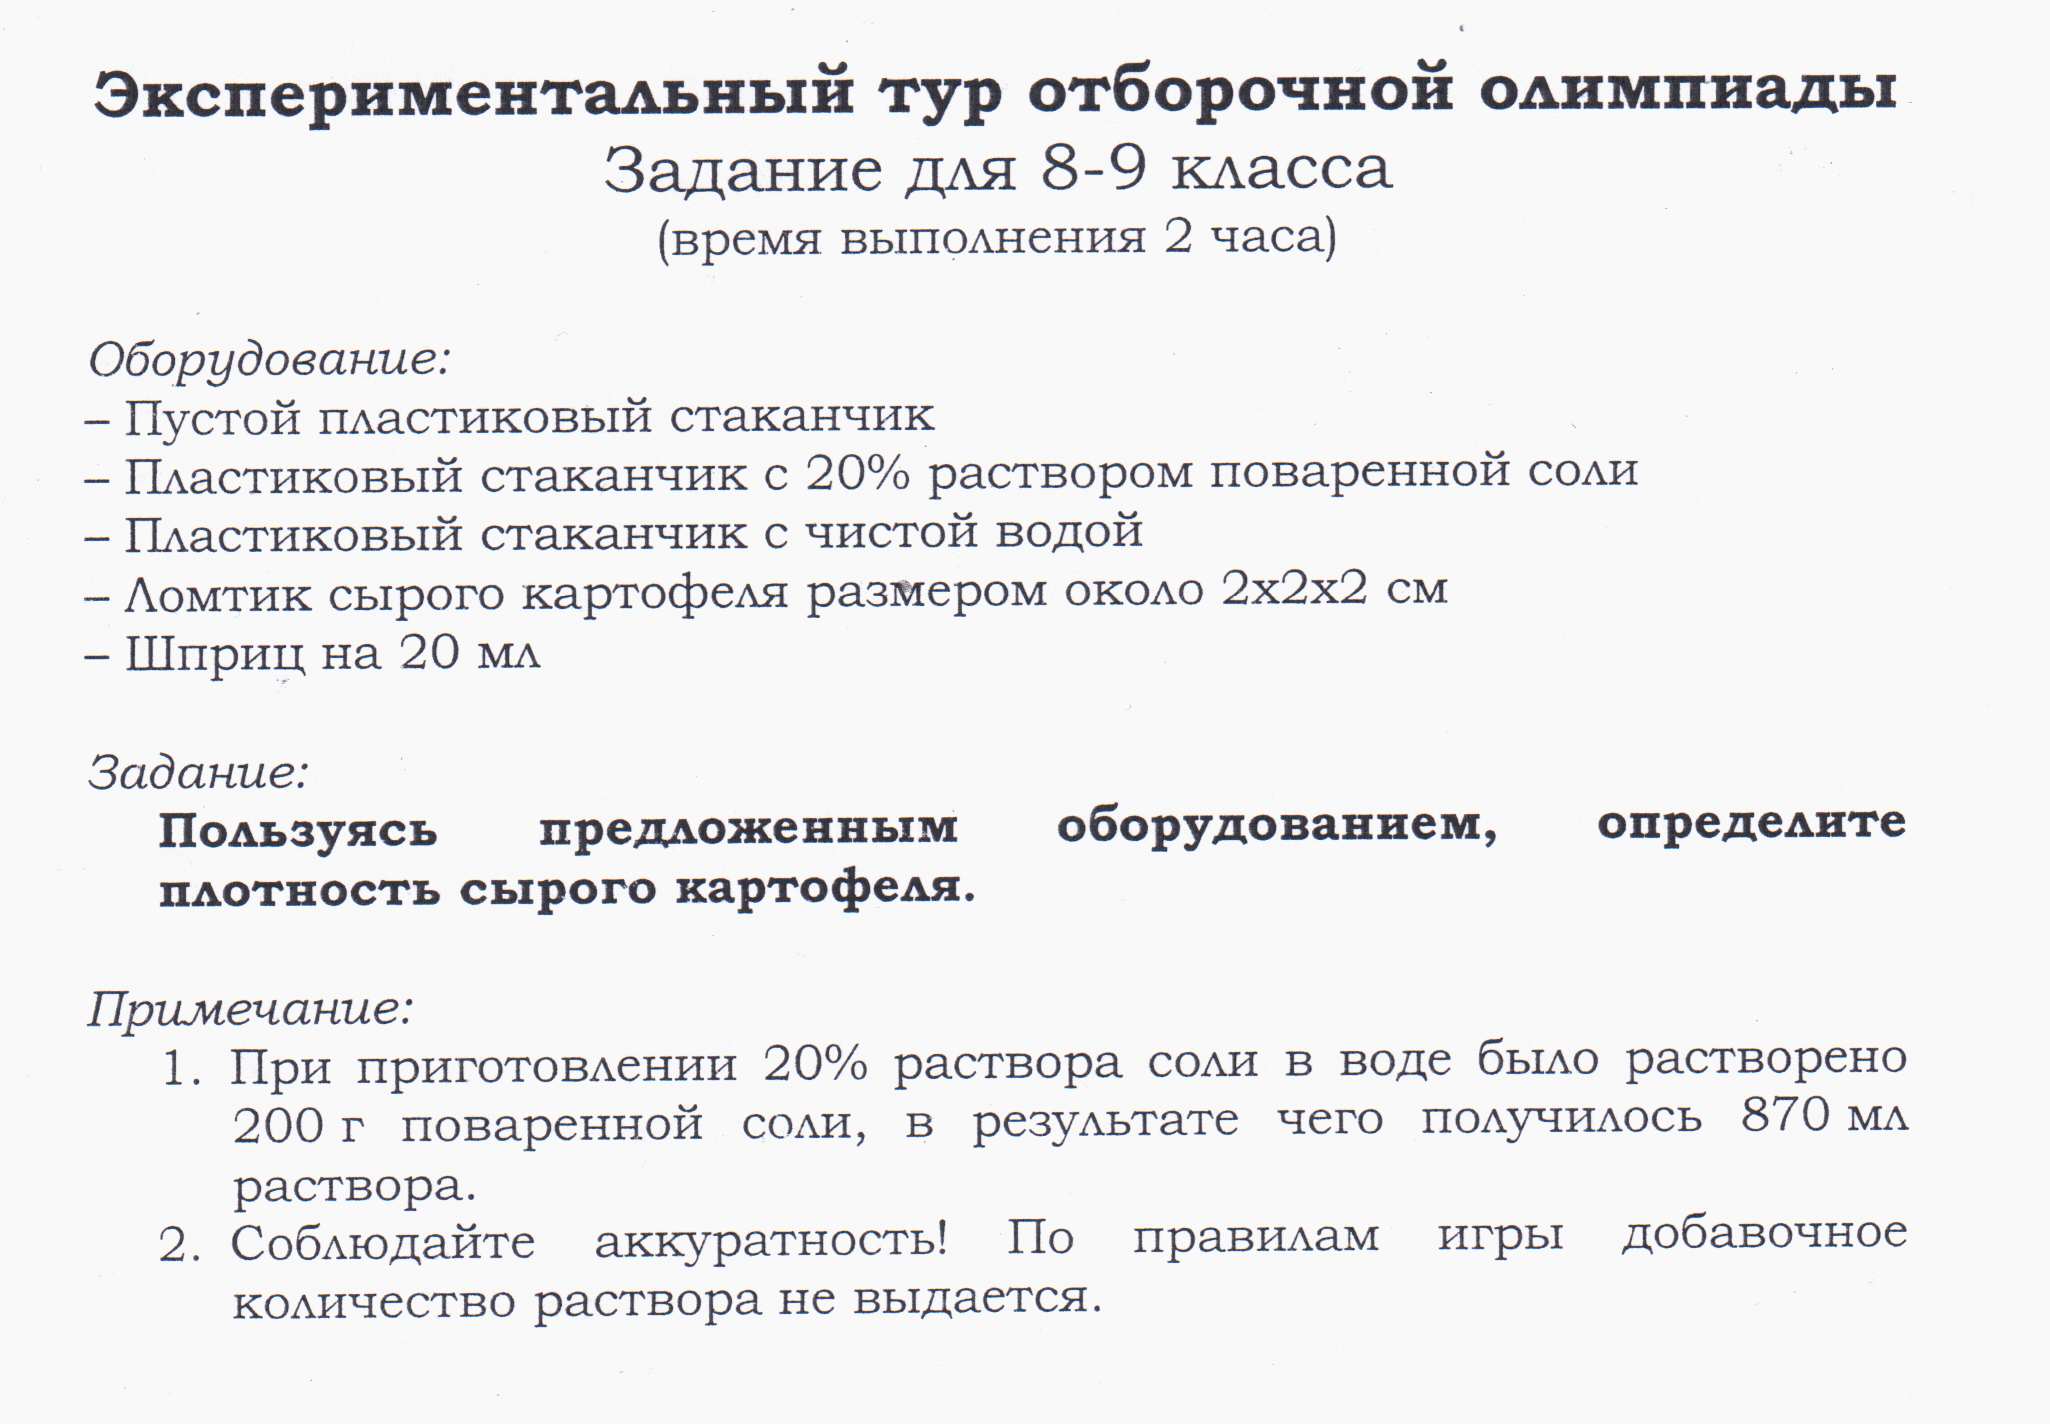 Экспериментальный тур отборочной олимпиады
Задание для 8-9 класса
(время выполнения 2 часа)
Оборудование:
– Пустой пластиковый стаканчик
– Пластиковый стаканчик с 20% раствором поваренной соли
– Пластиковый стаканчик с чистой водой
– Ломтик сырого картофеля размером около 2х2х2 см
– Шприц на 20 мл
Задание:
Пользуясь предложенным оборудованием, определите
плотность сырого картофеля.
Примечание:
1. При приготовлении 20% раствора соли в воде было растворено
200 г поваренной соли, в результате чего получилось 870 мл
раствора.
2. Соблюдайте аккуратность! По правилам игры добавочное
количество раствора не выдается.